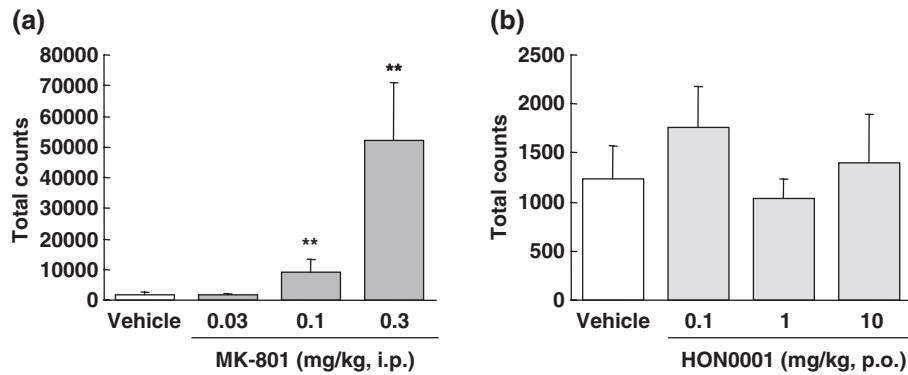 (a)
Total counts
80000
70000
60000
50000
40000
30000
20000
10000
0
**
**
Vehicle 0.03 0.1 0.3
MK-801 (mg/kg, i.p.)
(b)
Total counts
2500
2000
1500
1000
500
0
Vehicle 0.1 1 10
HON0001 (mg/kg, p.o.)